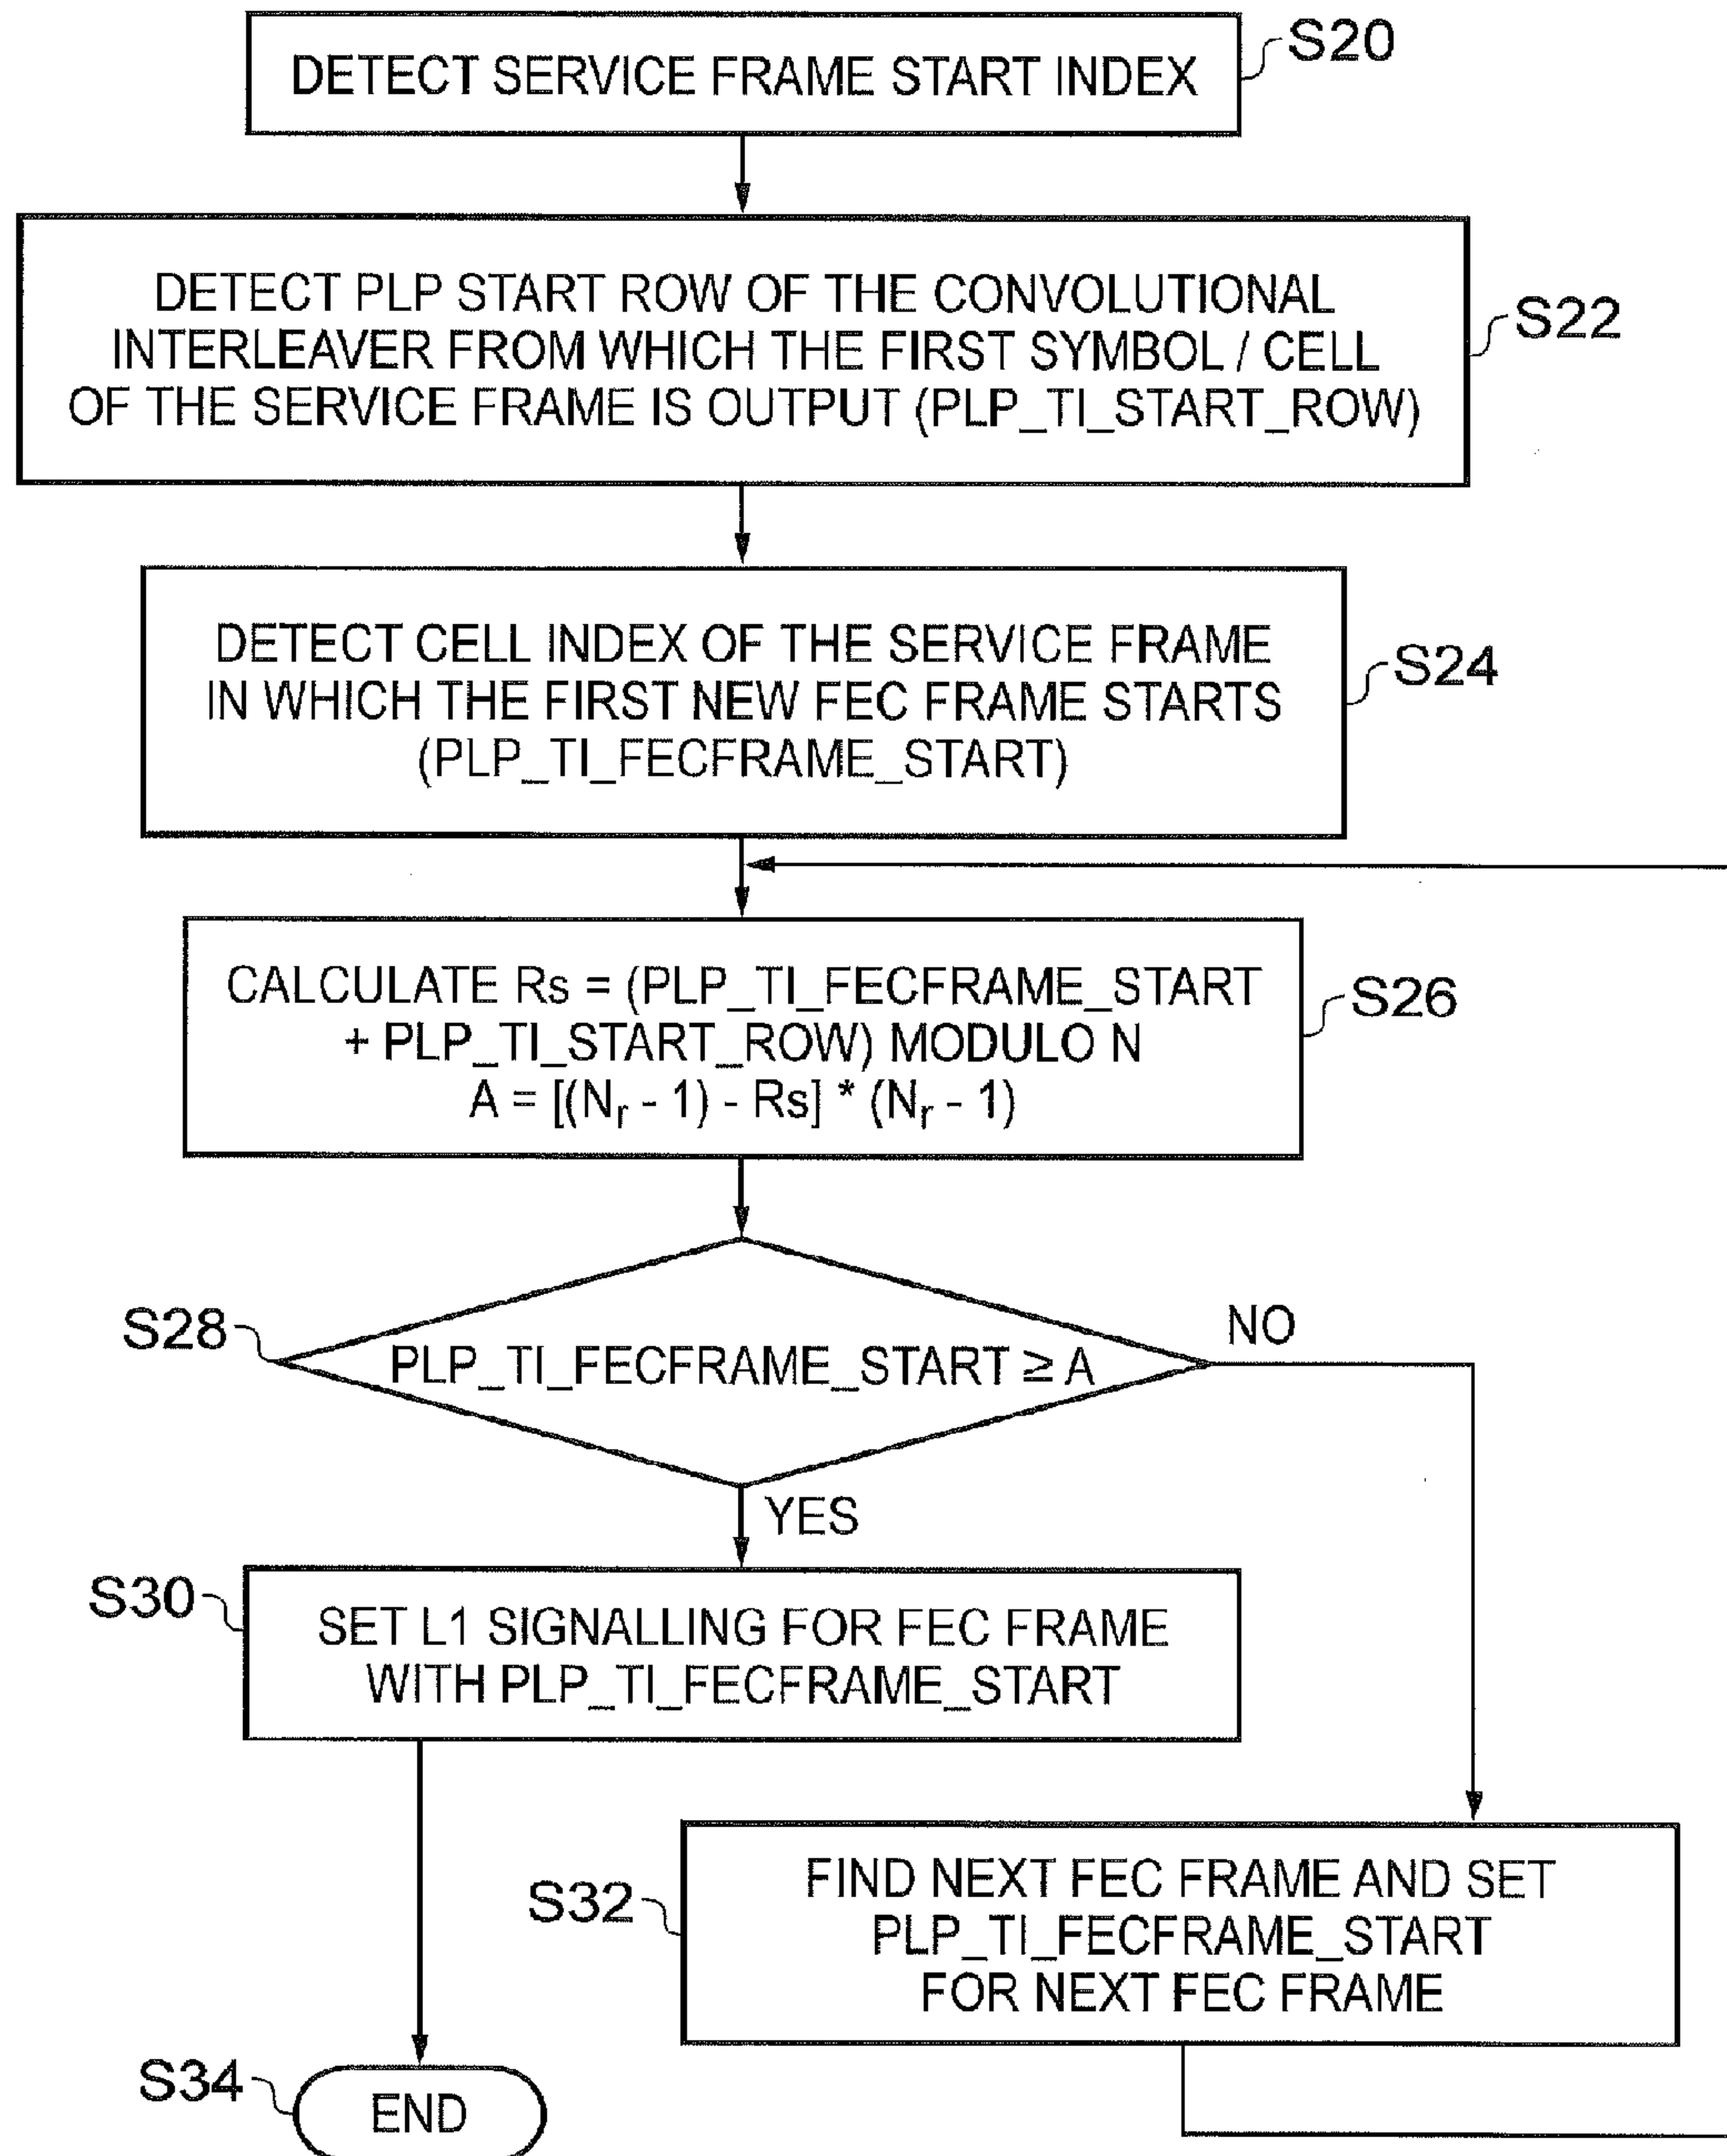 DETECT SERVICE FRAME START INDEX
S20
DETECT PLP START ROW OF THE CONVOLUTIONAL
INTERLEAVER FROM WHICH THE FIRST SYMBOL / CELL
OF THE SERVICE FRAME IS OUTPUT (PLP_TI_START_ROW)
S22
DETECT CELL INDEX OF THE SERVICE FRAME
IN WHICH THE FIRST NEW FEC FRAME STARTS
(PLP_TI_FECFRAME_START)
S24
CALCULATE Rs = (PLP_TI_FECFRAME_START
+ PLP_TI_START_ROW) MODULO N
A = [(Nr - 1) - Rs] * (Nr - 1)
S26
S28
PLP_TI_FECFRAME_START ≥ A
NO
YES
S30
SET L1 SIGNALLING FOR FEC FRAME
WITH PLP_TI_FECFRAME_START
S32
FIND NEXT FEC FRAME AND SET
PLP_TI_FECFRAME_START
FOR NEXT FEC FRAME
S34
END